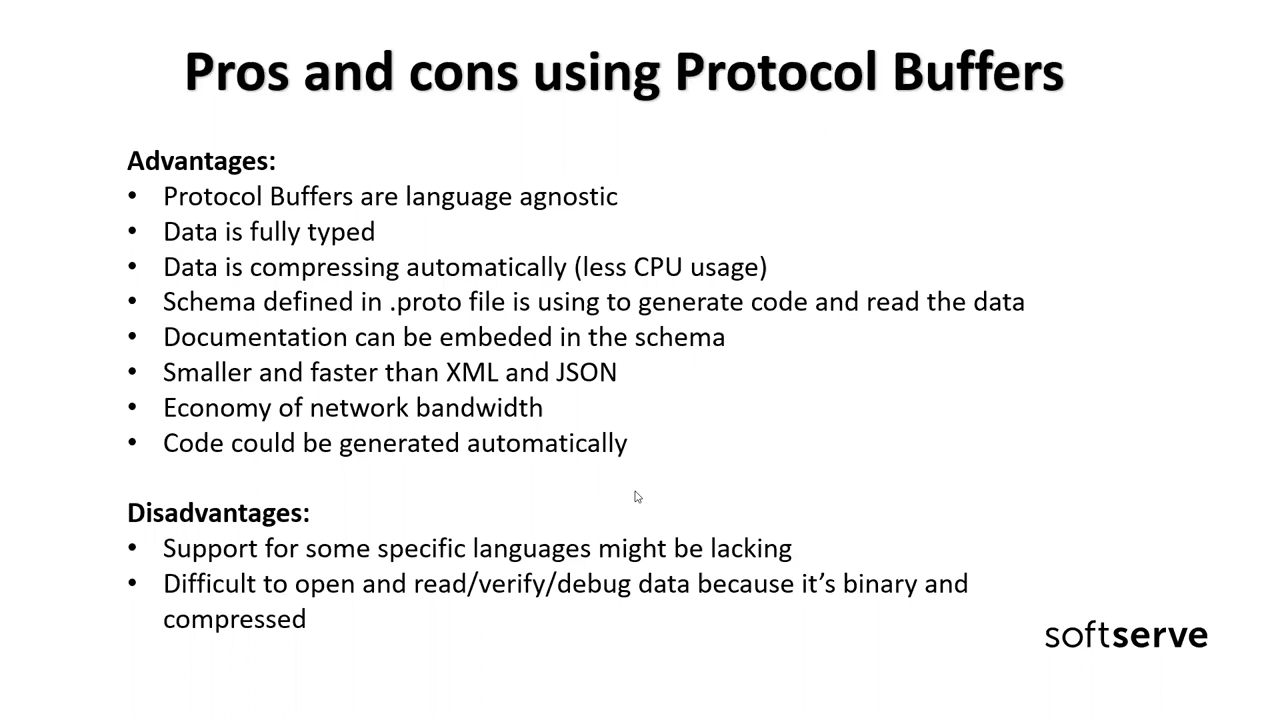 Pros and cons using Protocol Buffers
Advantages:
• Protocol Buffers are language agnostic
• Data is fully typed
• Data is compressing automatically (less CPU usage)
• Schema defined in .proto file is using to generate code and read the data
• Documentation can be embeded in the schema
• Smaller and faster than XML and JSON
• Economy of network bandwidth
• Code could be generated automatically
Disadvantages:
• Support for some specific languages might be lacking
• Difficult to open and read/verify/debug data because it’s binary and
compressed
softserve